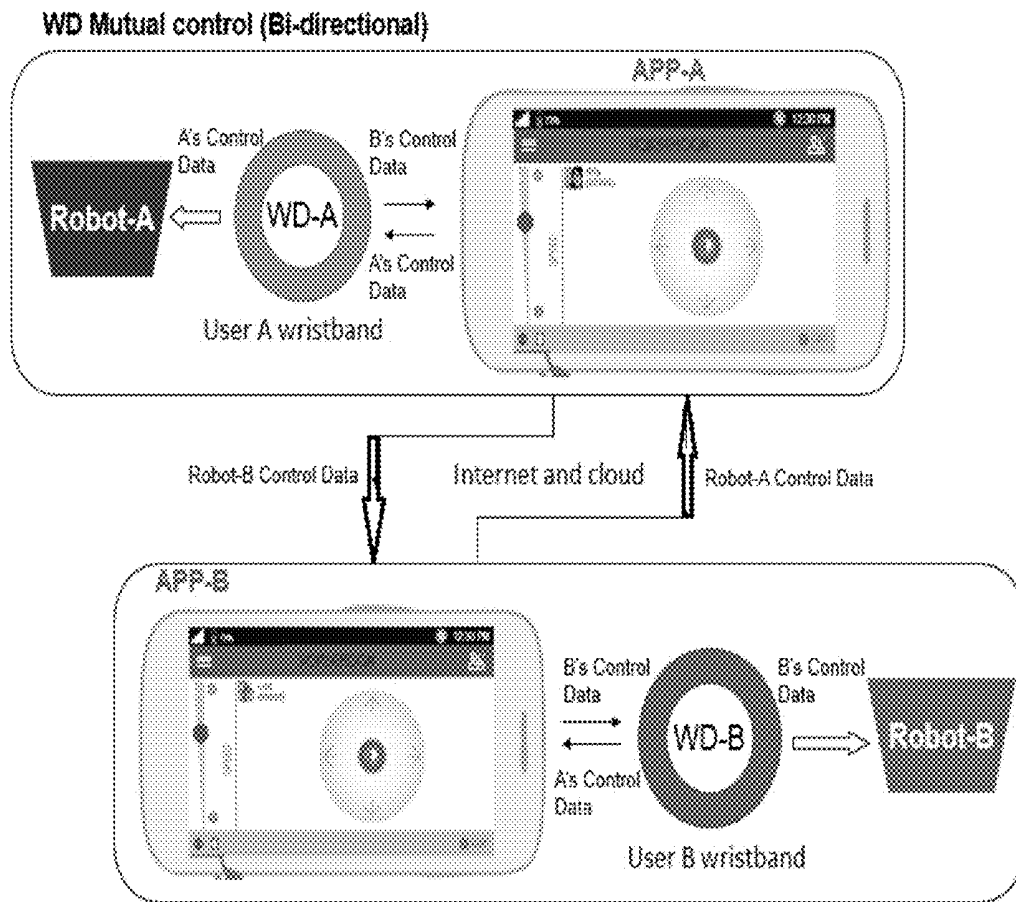 WD Mutual control (Bi-directional)
APP-A
A's Control
Data
B's Control
Data
Robot-A
WD-A
A's Control
Data
User A wristband
Robot-B Control Data
Internet and cloud
Robot-A Control Data
APP-B
B's Control
Data
B's Control
Data
WD-B
Robot-B
A's Control
Data
User B wristband